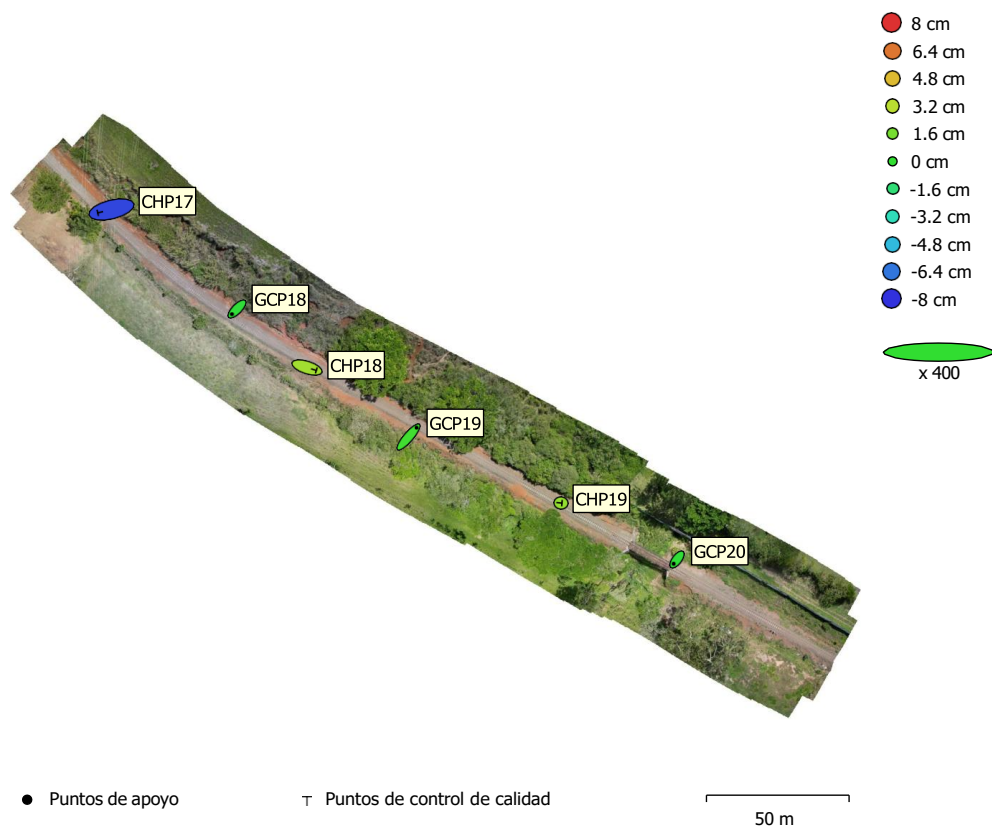 8 cm
6.4 cm
4.8 cm
3.2 cm
1.6 cm
0 cm
-1.6 cm
-3.2 cm
-4.8 cm
-6.4 cm
-8 cm
x 400
CHP17
GCP18
CHP18
GCP19
CHP19
GCP20
Puntos de apoyo
Puntos de control de calidad
50 m